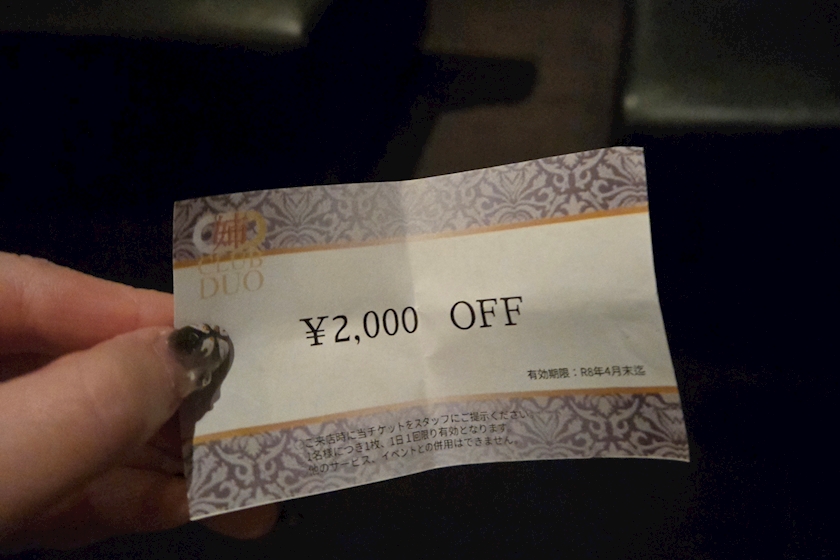 姉
CLUB
DUO
¥2,000 OFF
有効期限：R8年4月末迄
ご来店時に当チケットをスタッフにご提示ください。
1名様につき1枚、1日1回限り有効となります。
他のサービス、イベントとの併用はできません。